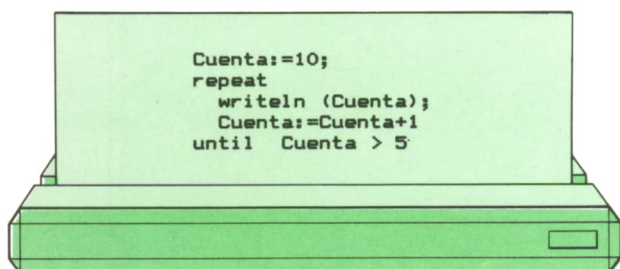 Cuenta:=10;
repeat
writeln (Cuenta);
Cuenta:=Cuenta+1
until Cuenta > 5